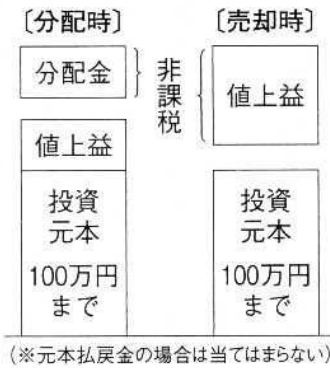 〔分配時〕
分配金
値上益
投資
元本
100万円
まで
非課税
〔売却時〕
値上益
投資
元本
100万円
まで
(※元本払戻金の場合は当てはまらない)